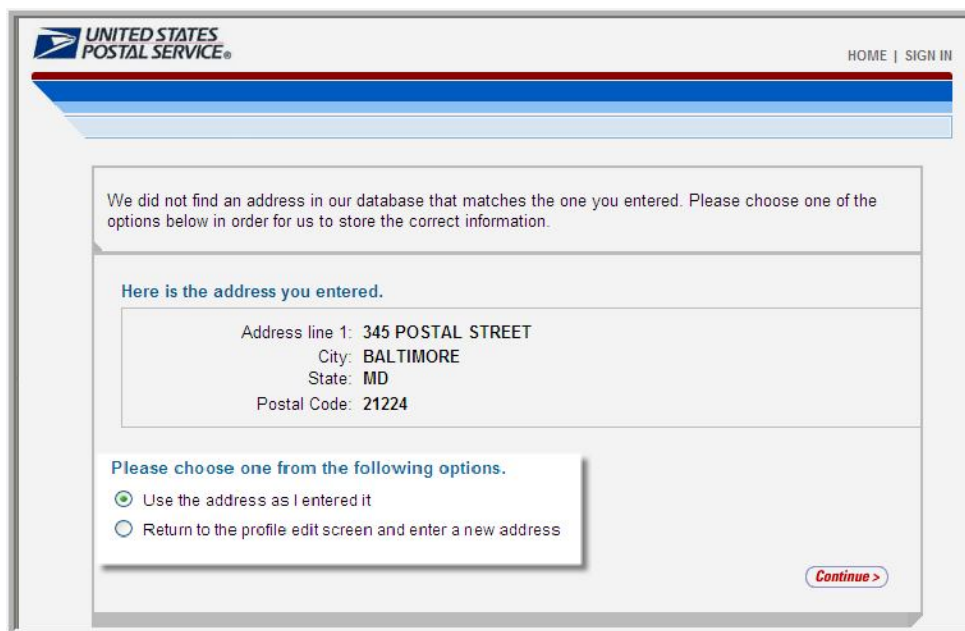 UNITED STATES
POSTAL SERVICE®
HOME | SIGN IN
We did not find an address in our database that matches the one you entered. Please choose one of the
options below in order for us to store the correct information.
Here is the address you entered.
Address line 1: 345 POSTAL STREET
City: BALTIMORE
State: MD
Postal Code: 21224
Please choose one from the following options.
Use the address as I entered it
Return to the profile edit screen and enter a new address
Continue >